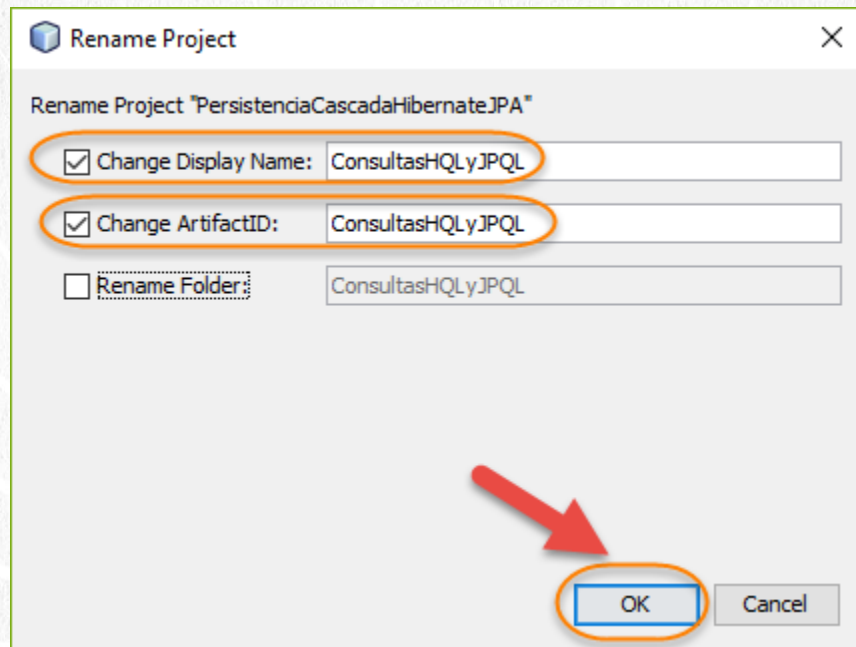 Rename Project
Rename Project "PersistenciaCascadaHibernateJPA"
Change Display Name: ConsultasHQLyJPQL
Change ArtifactID: ConsultasHQLyJPQL
Rename Folder: ConsultasHQLyJPQL
OK Cancel